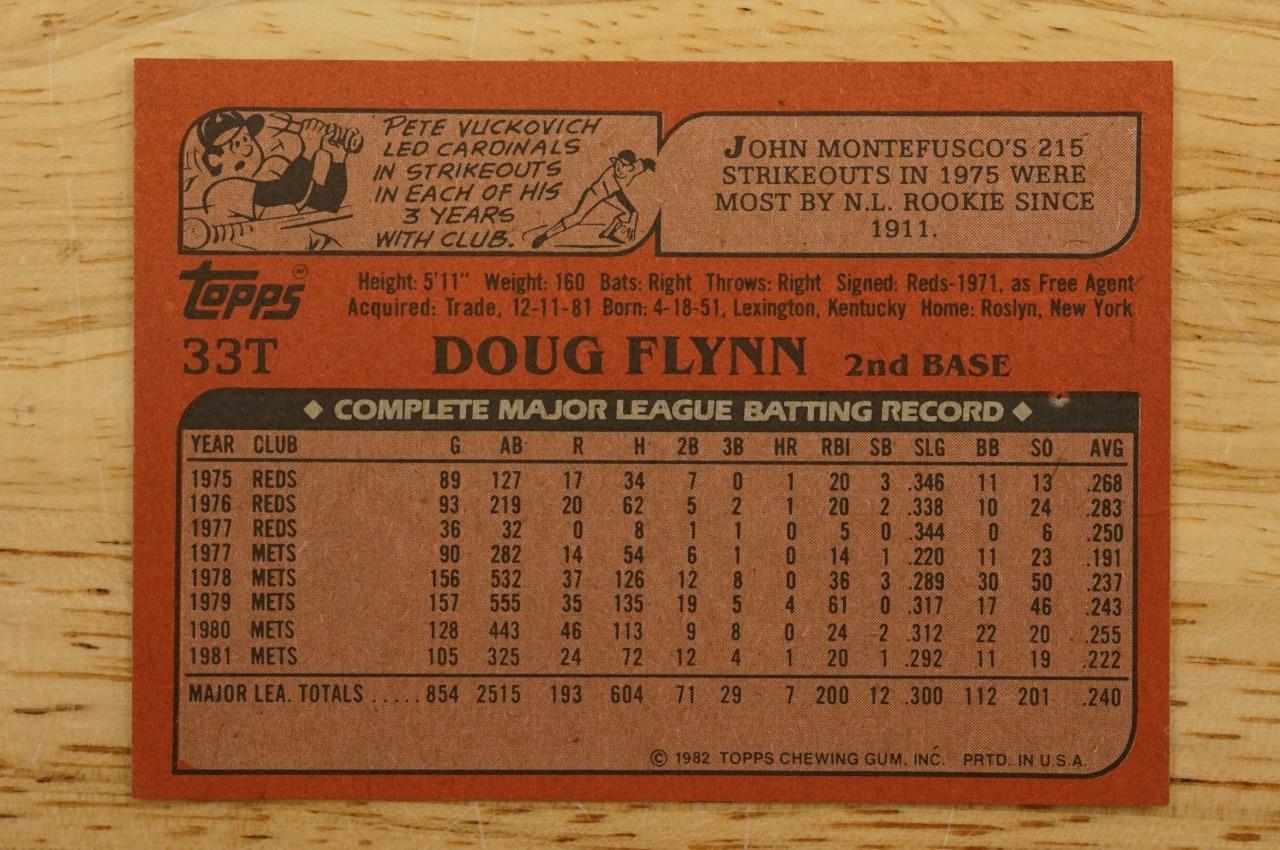 PETE VUCKOVICH
LED CARDINALS
IN STRIKEOUTS
IN EACH OF HIS
3 YEARS
WITH CLUB.
JOHN MONTEFUSCO'S 215
STRIKEOUTS IN 1975 WERE
MOST BY N.L. ROOKIE SINCE
1911.
Topps®
Height: 5'11" Weight: 160 Bats: Right Throws: Right Signed: Reds-1971, as Free Agent
Acquired: Trade, 12-11-81 Born: 4-18-51, Lexington, Kentucky Home: Roslyn, New York
33T DOUG FLYNN 2nd BASE
◆ COMPLETE MAJOR LEAGUE BATTING RECORD ◆
YEAR CLUB G AB R H 2B 3B HR RBI SB SLG BB SO AVG
1975 REDS 89 127 17 34 7 0 1 20 3 .346 11 13 .268
1976 REDS 93 219 20 62 5 2 1 20 2 .338 10 24 .283
1977 REDS 36 32 0 8 1 1 0 5 0 .344 0 6 .250
1977 METS 90 282 14 54 6 1 0 14 1 .220 11 23 .191
1978 METS 156 532 37 126 12 8 0 36 3 .289 30 50 .237
1979 METS 157 555 35 135 19 5 4 61 0 .317 17 46 .243
1980 METS 128 443 46 113 9 8 0 24 2 .312 22 20 .255
1981 METS 105 325 24 72 12 4 1 20 1 .292 11 19 .222
MAJOR LEA. TOTALS .....854 2515 193 604 71 29 7 200 12 .300 112 201 .240
© 1982 TOPPS CHEWING GUM, INC. PRTD. IN U.S.A.